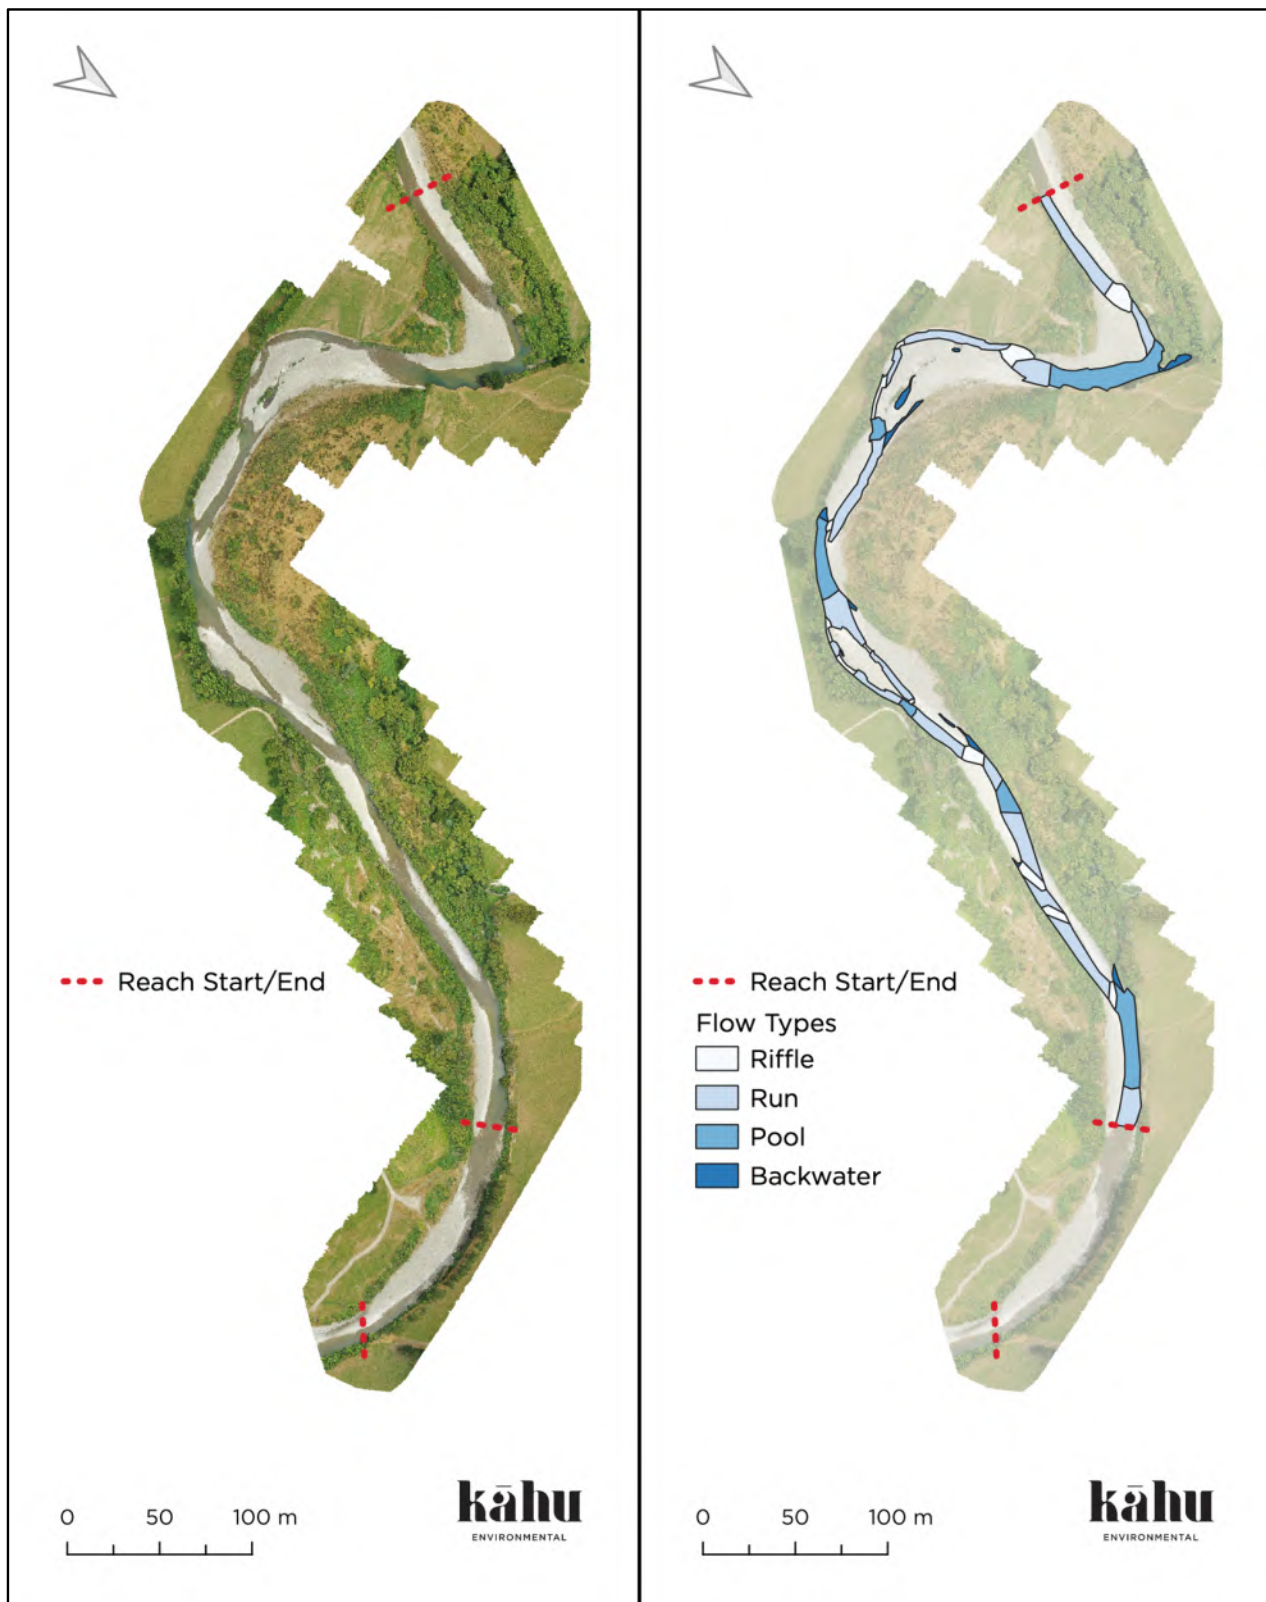 Reach Start/End
0 50 100 m
kāhu
ENVIRONMENTAL
Reach Start/End
Flow Types
Riffle
Run
Pool
Backwater
0 50 100 m
kāhu
ENVIRONMENTAL